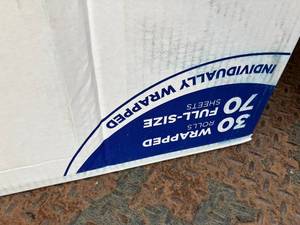 INDIVIDUALLY WRAPPED
30 WRAPPED
ROLLS
70 FULL-SIZE
SHEETS